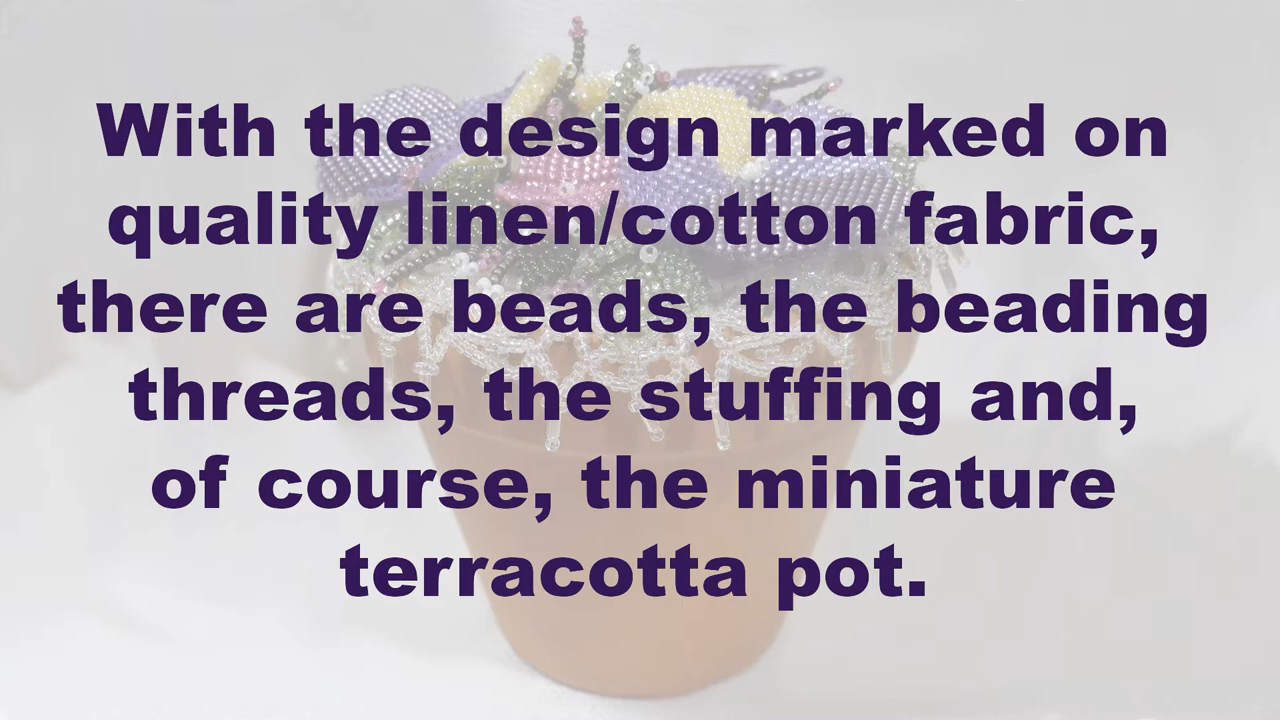 With the design marked on
quality linen/cotton fabric,
there are beads, the beading
threads, the stuffing and,
of course, the miniature
terracotta pot.